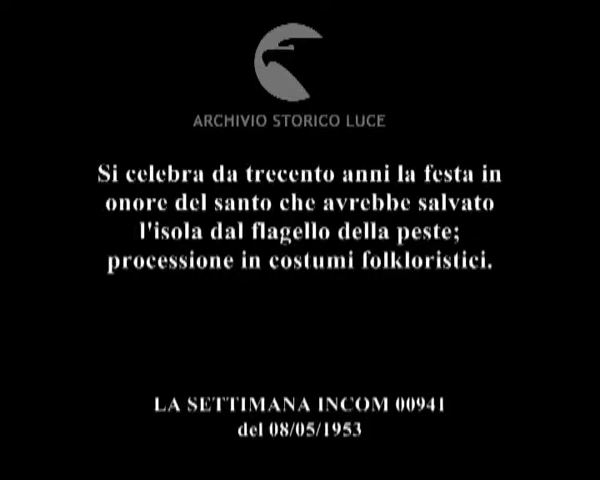 ARCHIVIO STORICO LUCE
Si celebra da trecento anni la festa in
onore del santo che avrebbe salvato
l'isola dal flagello della peste;
processione in costumi folkloristici.
LA SETTIMANA INCOM 00941
del 08/05/1953